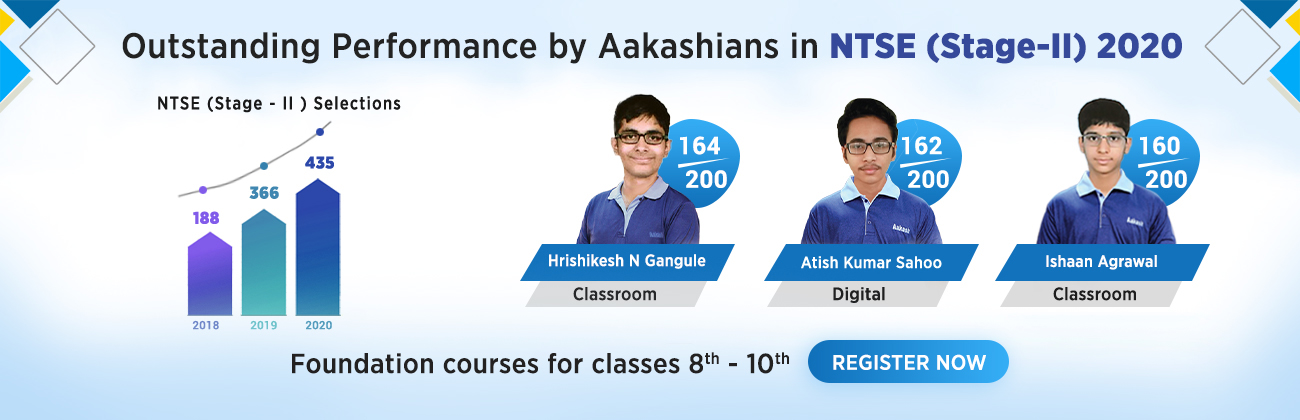 Outstanding Performance by Aakashians in NTSE (Stage-II) 2020
NTSE (Stage - II ) Selections
188
366
435
2018
2019
2020
164
200
Hrishikesh N Gangule
Classroom
162
200
Aakash
Atish Kumar Sahoo
Digital
160
200
Aakash
Ishaan Agrawal
Classroom
Foundation courses for classes 8th - 10th
REGISTER NOW